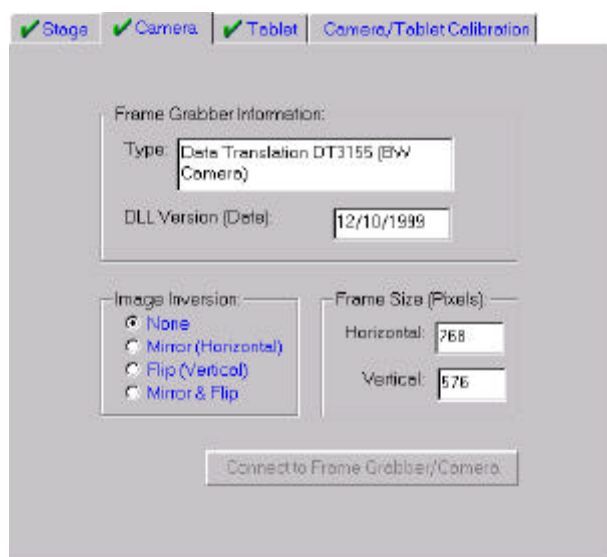 Stage Camera Tablet Camera/Tablet Calibration
Frame Grabber Information:
Type: Data Translation DT3155 (BW
Camera)
DLL Version (Date): 12/10/1999
Image Inversion:
None
Mirror (Horizontal)
Flip (Vertical)
Mirror & Flip
Frame Size (Pixels):
Horizontal: 768
Vertical: 576
Connect to Frame Grabber/Camera